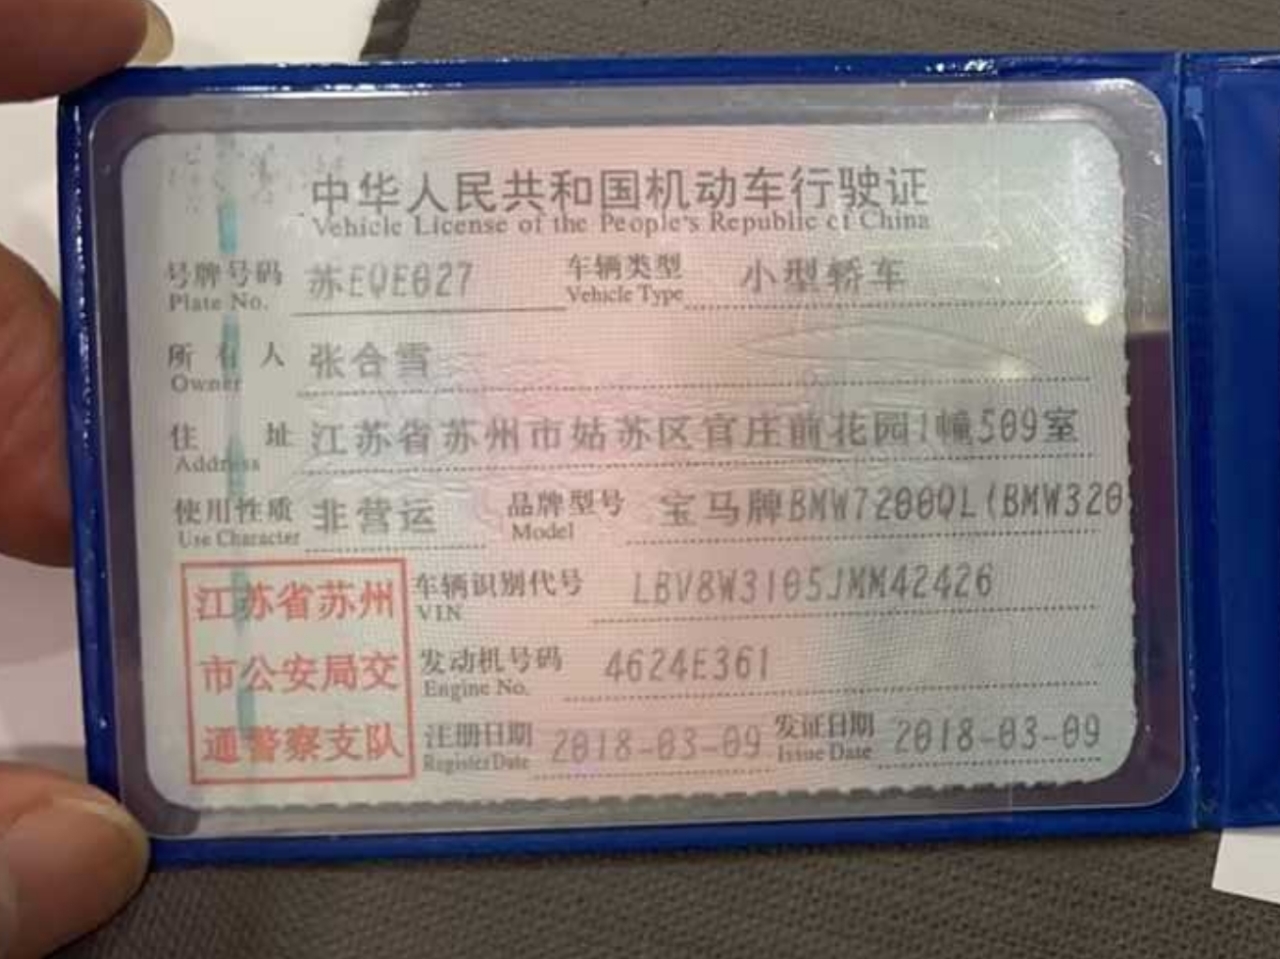 中华人民共和国机动车行驶证
Vehicle License of the People's Republic of China
号牌号码 苏EQE027 车辆类型 小型轿车
Plate No. Vehicle Type
所有人 张合雪
Owner
住址 江苏省苏州市姑苏区官庄前花园1幢509室
Address
使用性质 非营运 品牌型号 宝马牌BMW7200QL(BMW320
Use Character Model
江苏省苏州 车辆识别代号 LBV8W3105JMM42426
VIN
市公安局交 发动机号码 4624E361
Engine No.
通警察支队 注册日期 2018-03-09 发证日期 2018-03-09
Register Date Issue Date